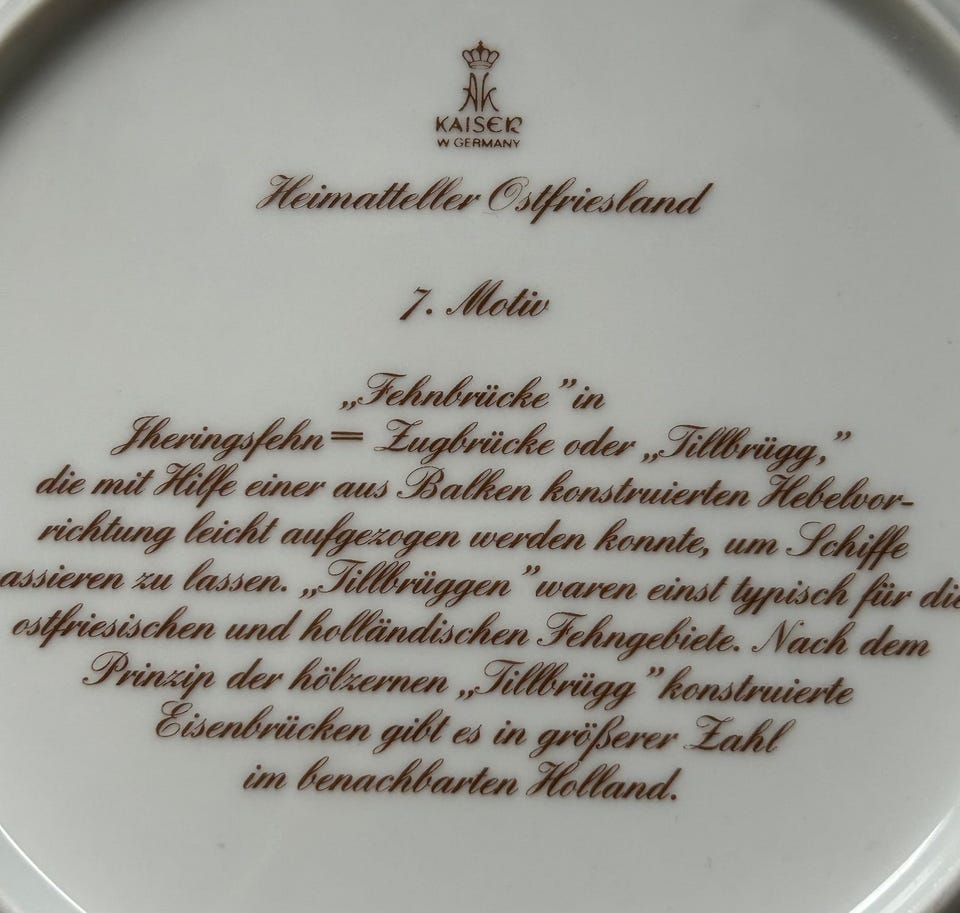 AK
KAISER
W GERMANY
Heimatteller Ostfriesland
7. Motiv
„Fehnbrücke” in
Jheringsfehn = Zugbrücke oder „Tillbrügg,”
die mit Hilfe einer aus Balken konstruierten Hebelvor-
richtung leicht aufgezogen werden konnte, um Schiffe
assieren zu lassen. „Tillbrüggen” waren einst typisch für die
ostfriesischen und holländischen Fehngebiete. Nach dem
Prinzip der hölzernen „Tillbrügg” konstruierte
Eisenbrücken gibt es in größerer Zahl
im benachbarten Holland.